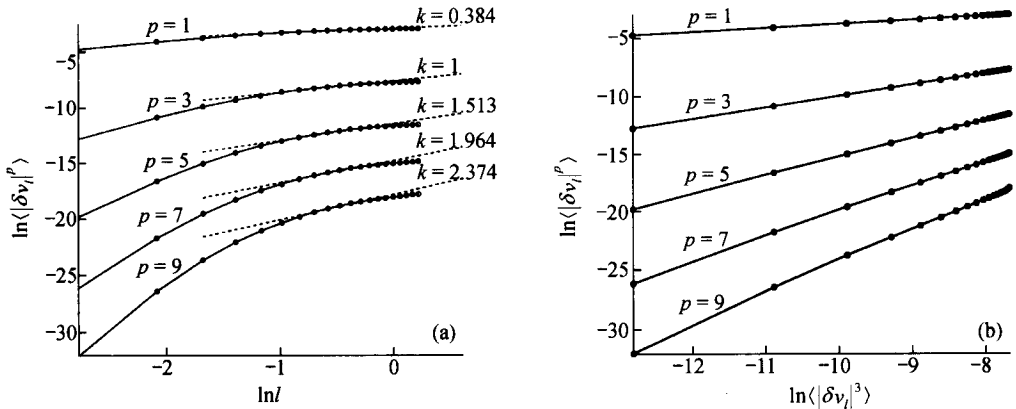 k = 0.384
p = 1
−5
k = 1
−10
p = 3
k = 1.513
−15
p = 5
k = 1.964
k = 2.374
−20
p = 7
−25
p = 9
−30
(a)
−2 −1 0
ln l
ln⟨|δv_l|^p⟩
p = 1
−5
−10
p = 3
−15
p = 5
−20
p = 7
−25
p = 9
−30
(b)
−12 −11 −10 −9 −8
ln⟨|δv_l|^3⟩
ln⟨|δv_l|^p⟩